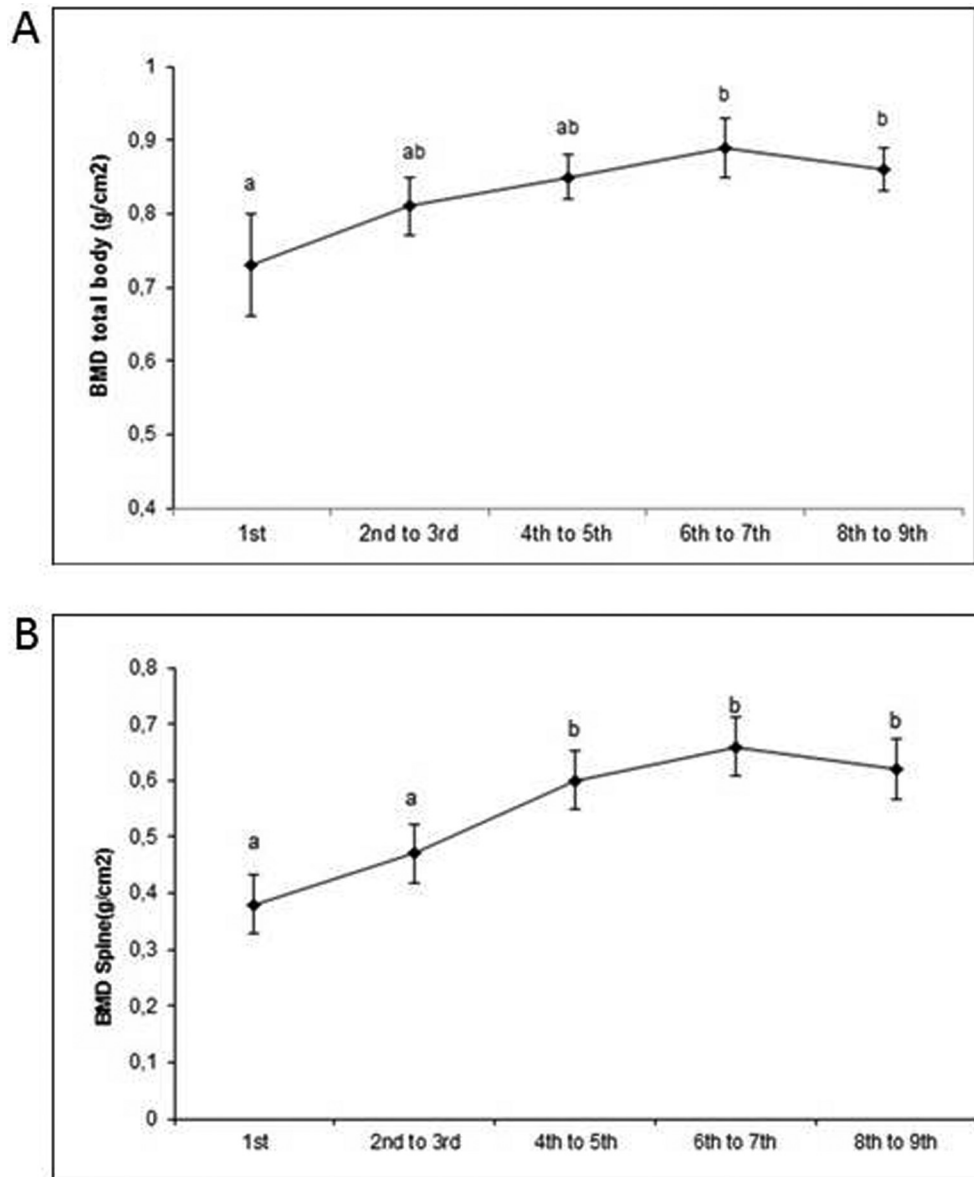 A
BMD total body (g/cm2)
1
0,9
0,8
0,7
0,6
0,5
0,4
a
ab
ab
b
b
1st
2nd to 3rd
4th to 5th
6th to 7th
8th to 9th
B
BMD Spine(g/cm2)
0,8
0,7
0,6
0,5
0,4
0,3
0,2
0,1
0
a
a
b
b
b
1st
2nd to 3rd
4th to 5th
6th to 7th
8th to 9th